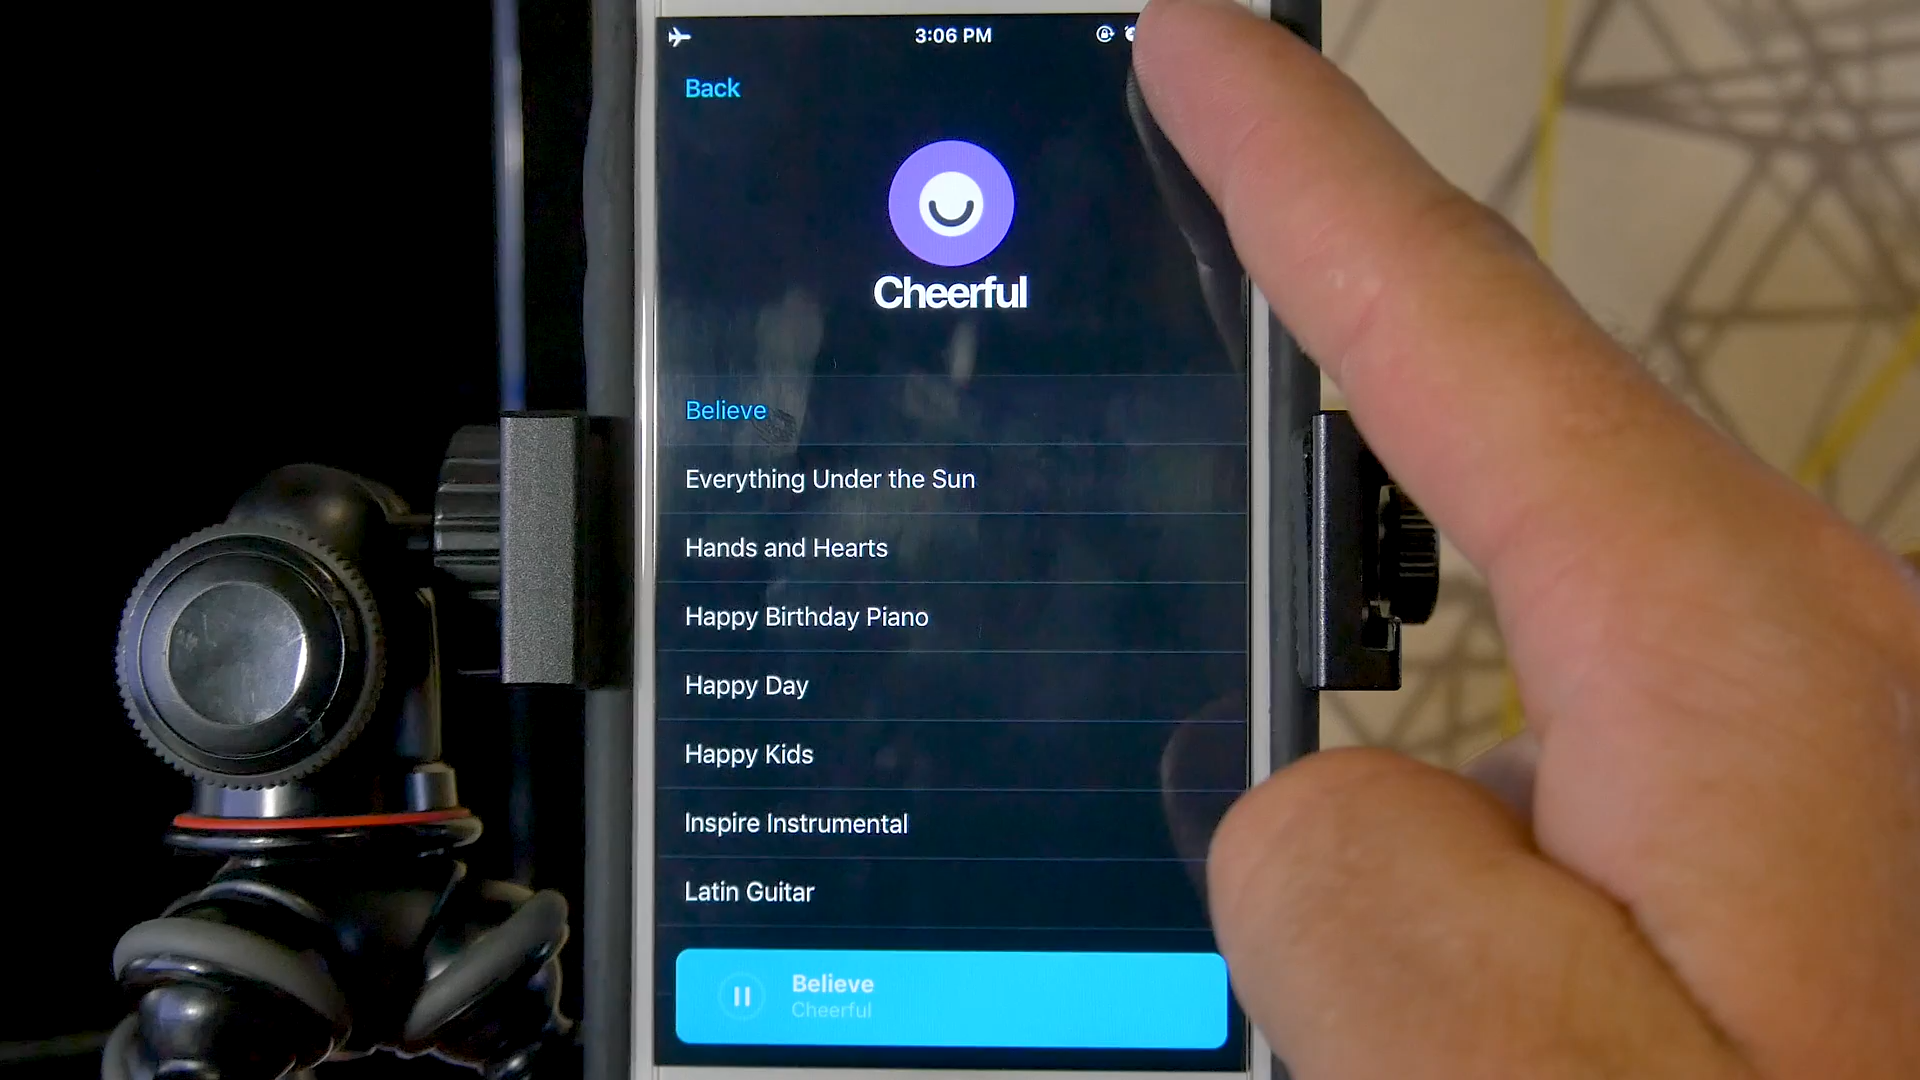 3:06 PM
Back
Cheerful
Believe
Everything Under the Sun
Hands and Hearts
Happy Birthday Piano
Happy Day
Happy Kids
Inspire Instrumental
Latin Guitar
Believe
Cheerful